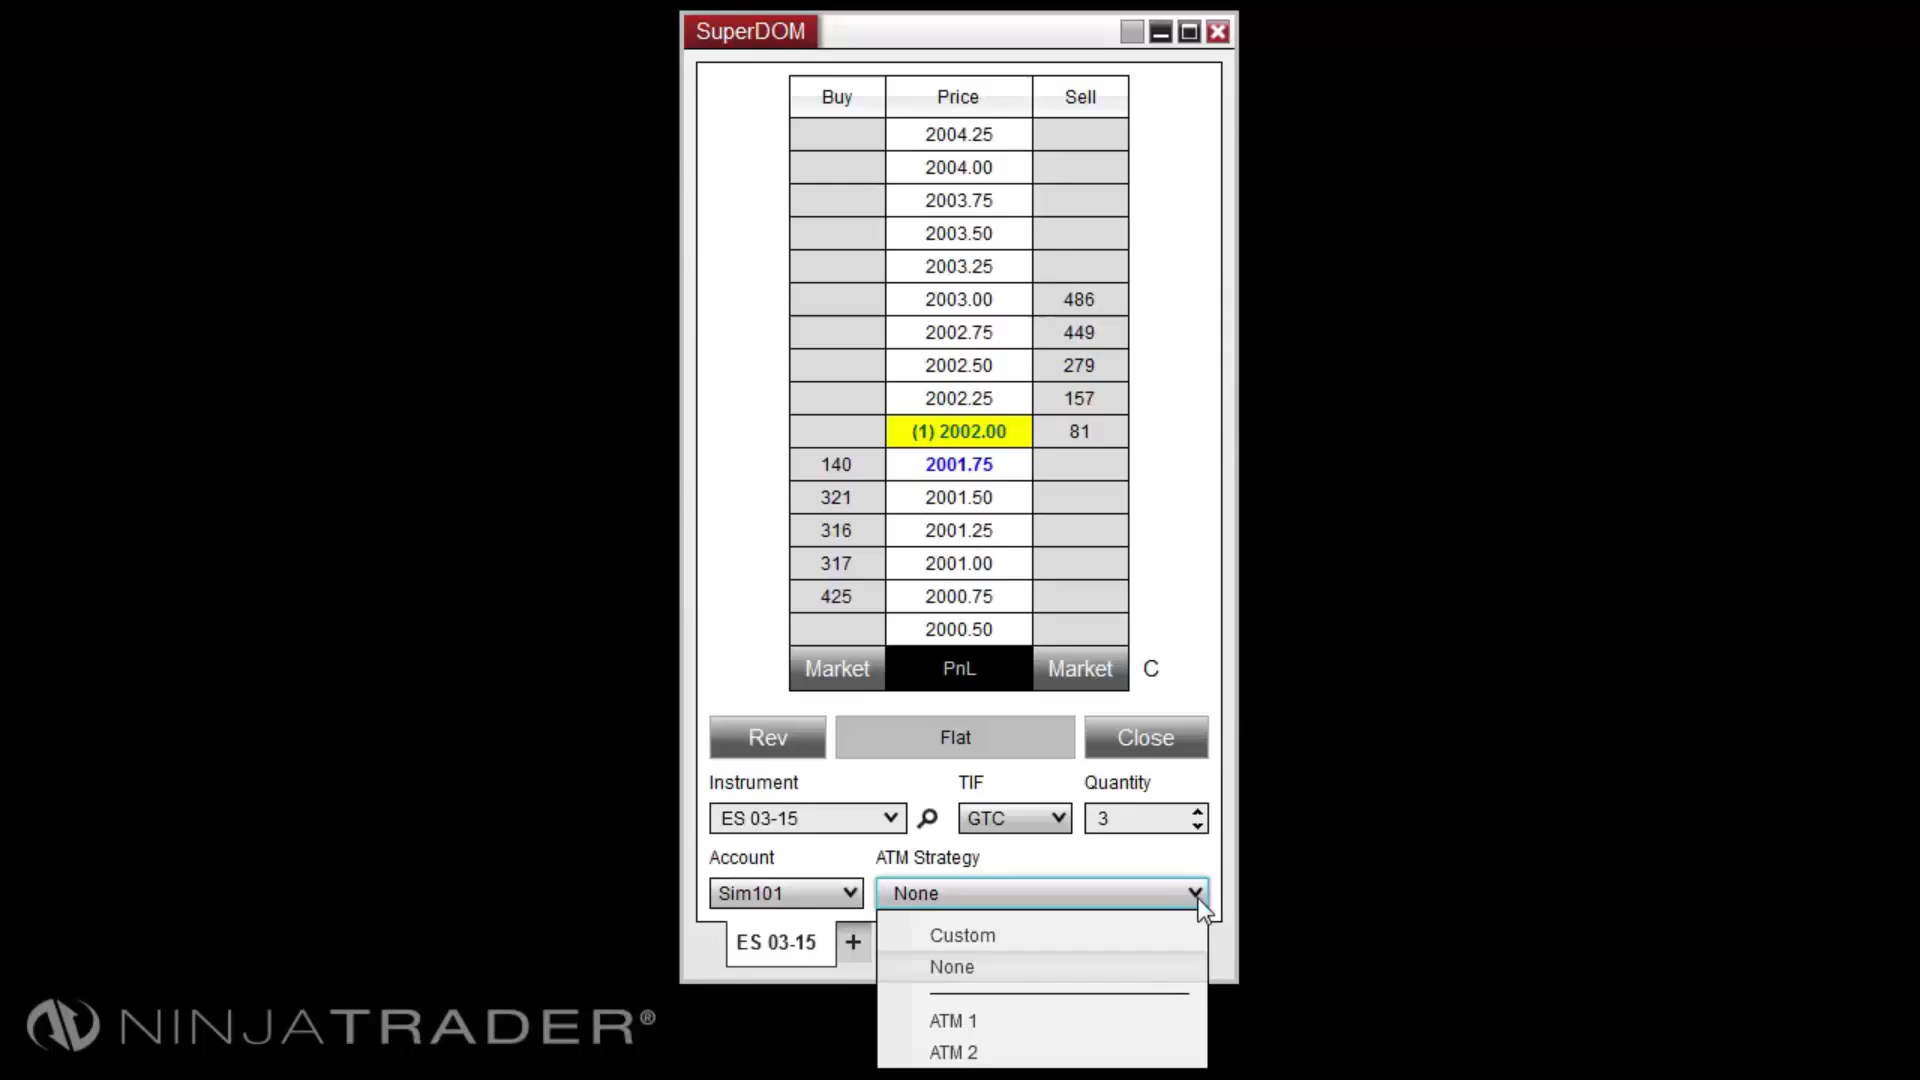 SuperDOM
Buy Price Sell
2004.25
2004.00
2003.75
2003.50
2003.25
2003.00 486
2002.75 449
2002.50 279
2002.25 157
(1) 2002.00 81
140 2001.75
321 2001.50
316 2001.25
317 2001.00
425 2000.75
2000.50
Market PnL Market C
Rev Flat Close
Instrument TIF Quantity
ES 03-15 GTC 3
Account ATM Strategy
Sim101 None
ES 03-15 +
Custom
None
ATM 1
ATM 2
NINJATRADER®